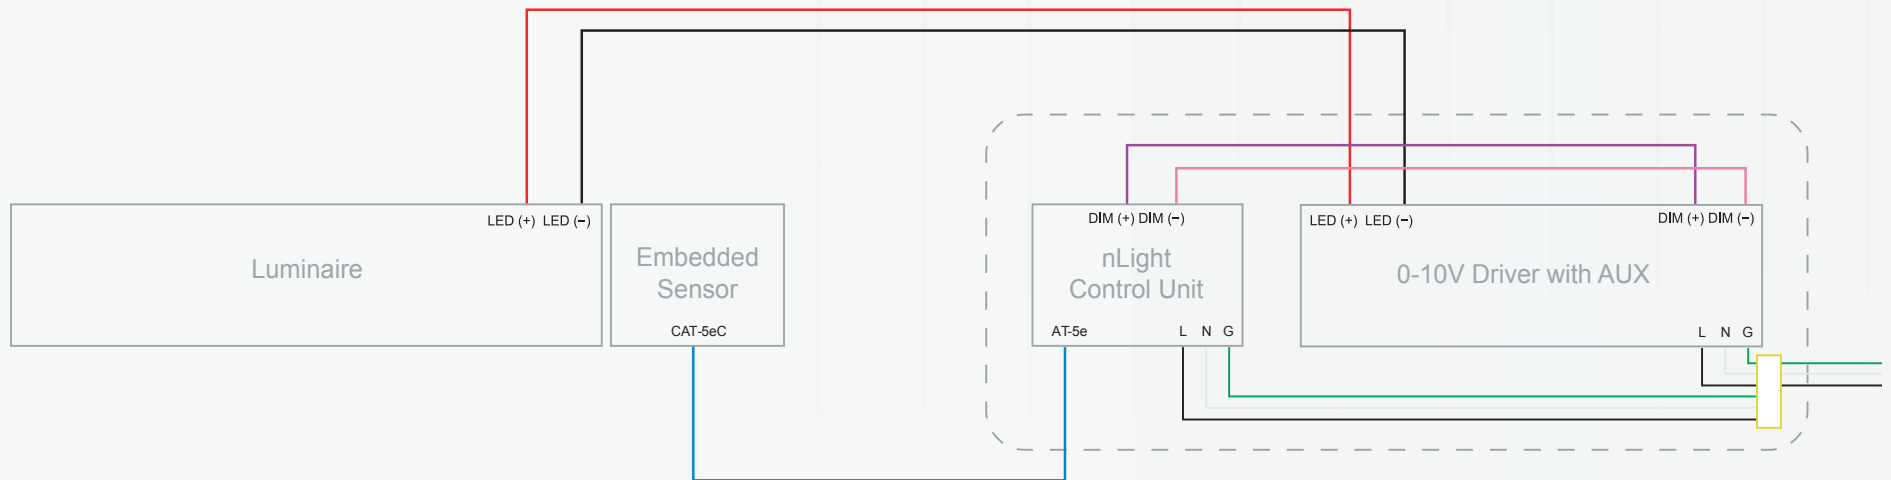 LED (+) LED (−)
Luminaire
Embedded
Sensor
CAT-5eC
DIM (+) DIM (−)
nLight
Control Unit
AT-5e
L N G
LED (+) LED (−)
DIM (+) DIM (−)
0-10V Driver with AUX
L N G